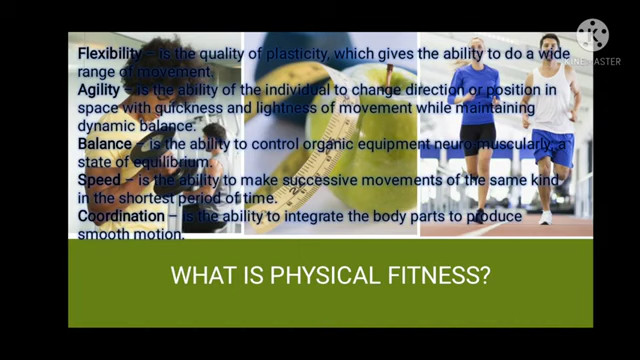 Flexibility – is the quality of plasticity, which gives the ability to do a wide
range of movement.
Agility – is the ability of the individual to change direction or position in
space with quickness and lightness of movement while maintaining
dynamic balance.
Balance – is the ability to control organic equipment neuro-muscularly; a
state of equilibrium.
Speed – is the ability to make successive movements of the same kind
in the shortest period of time.
Coordination – is the ability to integrate the body parts to produce
smooth motion.
WHAT IS PHYSICAL FITNESS?
KINEMASTER